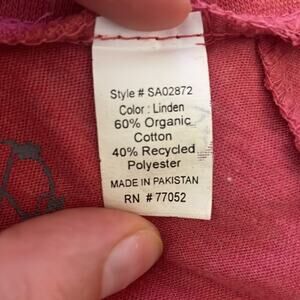 Style # SA02872
Color : Linden
60% Organic
Cotton
40% Recycled
Polyester
MADE IN PAKISTAN
RN # 77052